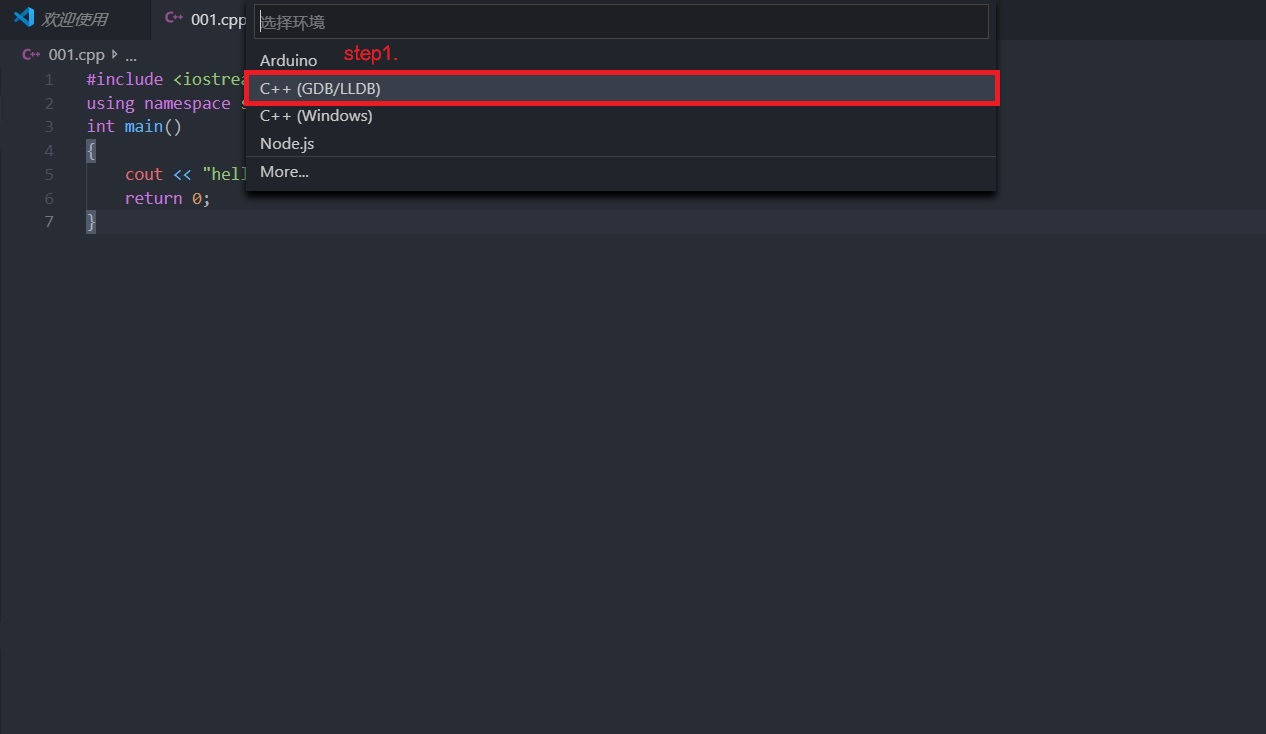 欢迎使用
001.cpp
选择环境
001.cpp
...
Arduino
step1.
C++ (GDB/LLDB)
C++ (Windows)
Node.js
More...
1 #include <iostrea
2 using namespace
3 int main()
4 {
5 cout << "hell
6 return 0;
7 }